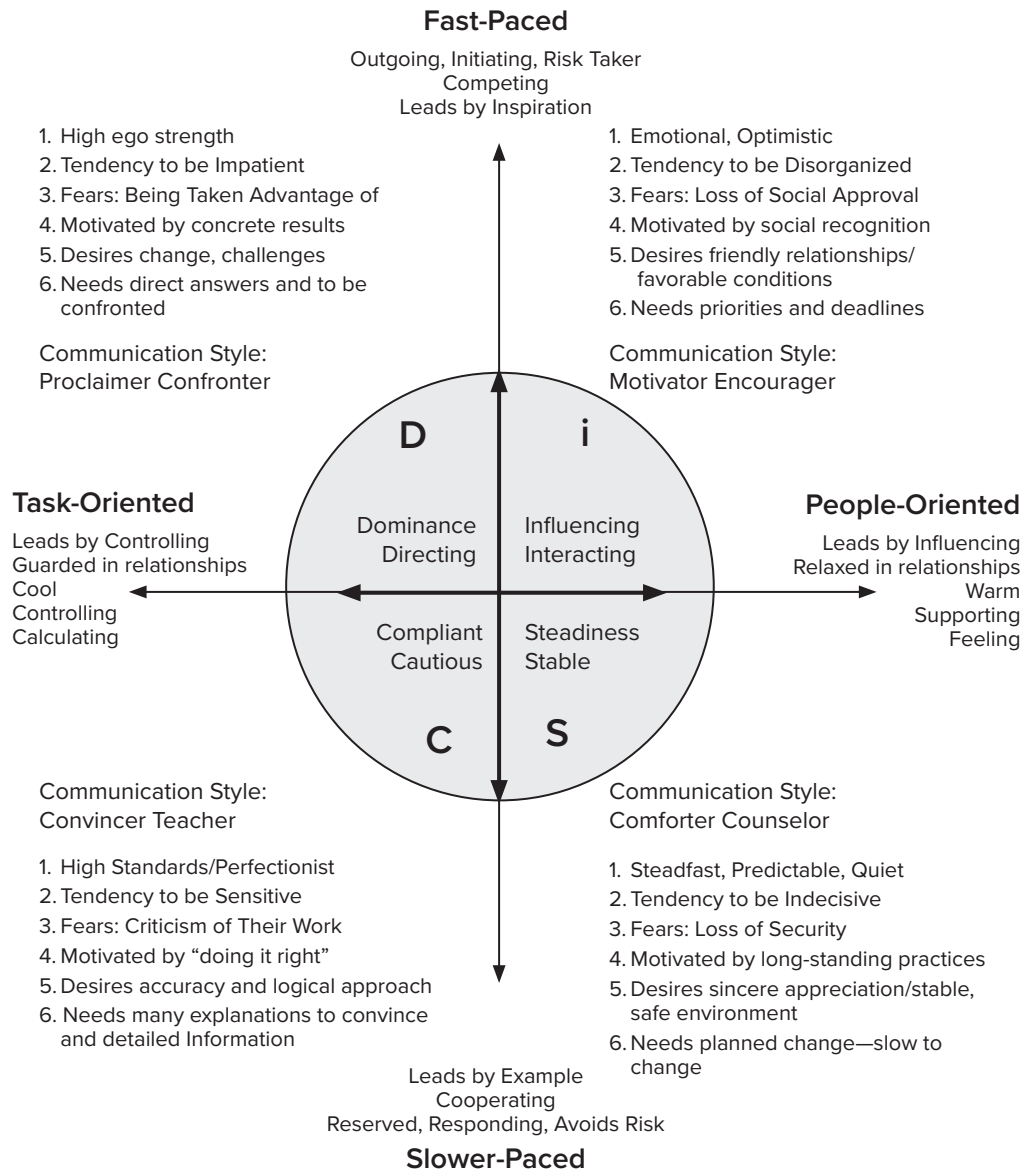 Fast-Paced
Outgoing, Initiating, Risk Taker
Competing
Leads by Inspiration
1. High ego strength
2. Tendency to be Impatient
3. Fears: Being Taken Advantage of
4. Motivated by concrete results
5. Desires change, challenges
6. Needs direct answers and to be
confronted
Communication Style:
Proclaimer Confronter
1. Emotional, Optimistic
2. Tendency to be Disorganized
3. Fears: Loss of Social Approval
4. Motivated by social recognition
5. Desires friendly relationships/
favorable conditions
6. Needs priorities and deadlines
Communication Style:
Motivator Encourager
D
i
Task-Oriented
Leads by Controlling
Guarded in relationships
Cool
Controlling
Calculating
Dominance
Directing
Influencing
Interacting
People-Oriented
Leads by Influencing
Relaxed in relationships
Warm
Supporting
Feeling
Compliant
Cautious
Steadiness
Stable
C
S
Communication Style:
Convincer Teacher
1. High Standards/Perfectionist
2. Tendency to be Sensitive
3. Fears: Criticism of Their Work
4. Motivated by “doing it right”
5. Desires accuracy and logical approach
6. Needs many explanations to convince
and detailed Information
Communication Style:
Comforter Counselor
1. Steadfast, Predictable, Quiet
2. Tendency to be Indecisive
3. Fears: Loss of Security
4. Motivated by long-standing practices
5. Desires sincere appreciation/stable,
safe environment
6. Needs planned change—slow to
change
Leads by Example
Cooperating
Reserved, Responding, Avoids Risk
Slower-Paced